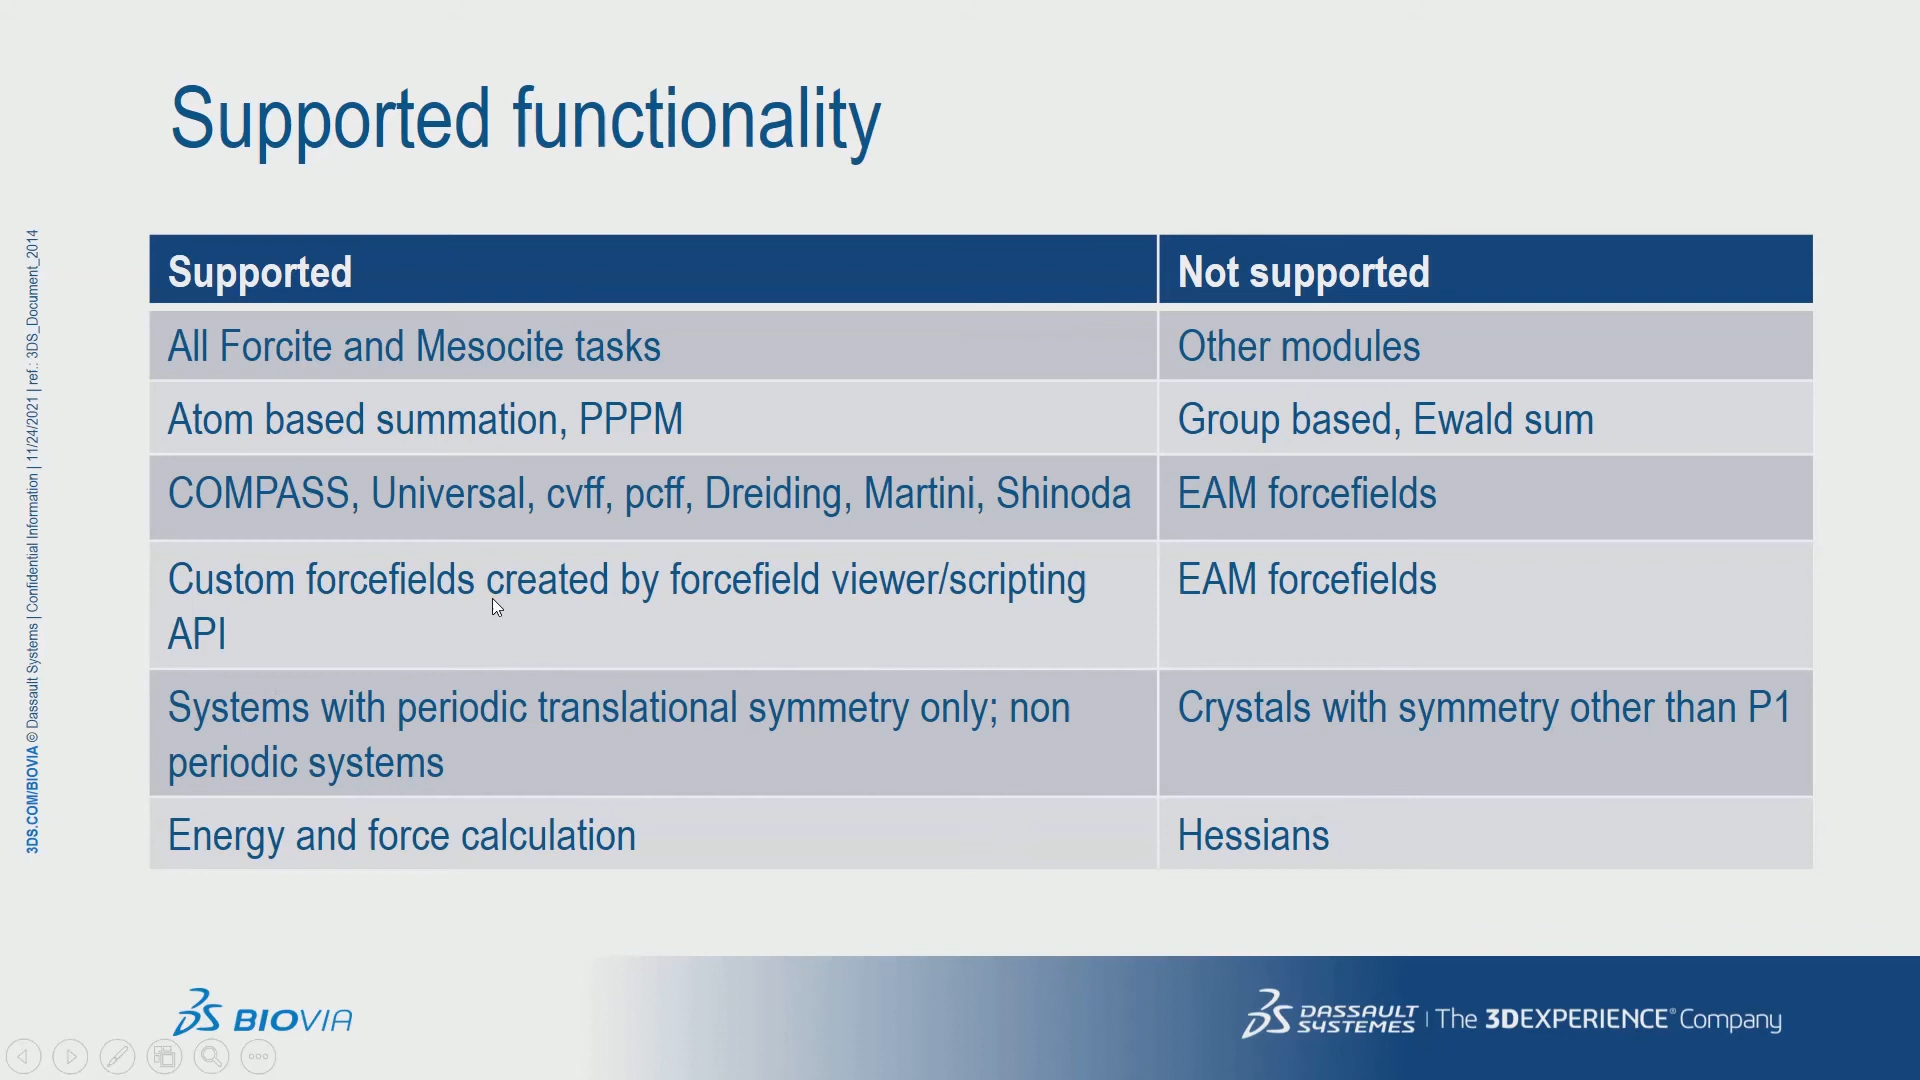 Supported functionality
Supported
Not supported
All Forcite and Mesocite tasks
Other modules
Atom based summation, PPPM
Group based, Ewald sum
COMPASS, Universal, cvff, pcff, Dreiding, Martini, Shinoda
EAM forcefields
Custom forcefields created by forcefield viewer/scripting
API
EAM forcefields
Systems with periodic translational symmetry only; non
periodic systems
Crystals with symmetry other than P1
Energy and force calculation
Hessians
3DS.COM/BIOVIA © Dassault Systems | Confidential Information | 11/24/2021 | ref.: 3DS_Document_2014
BIOVIA
DASSAULT
SYSTEMES | The 3DEXPERIENCE® Company